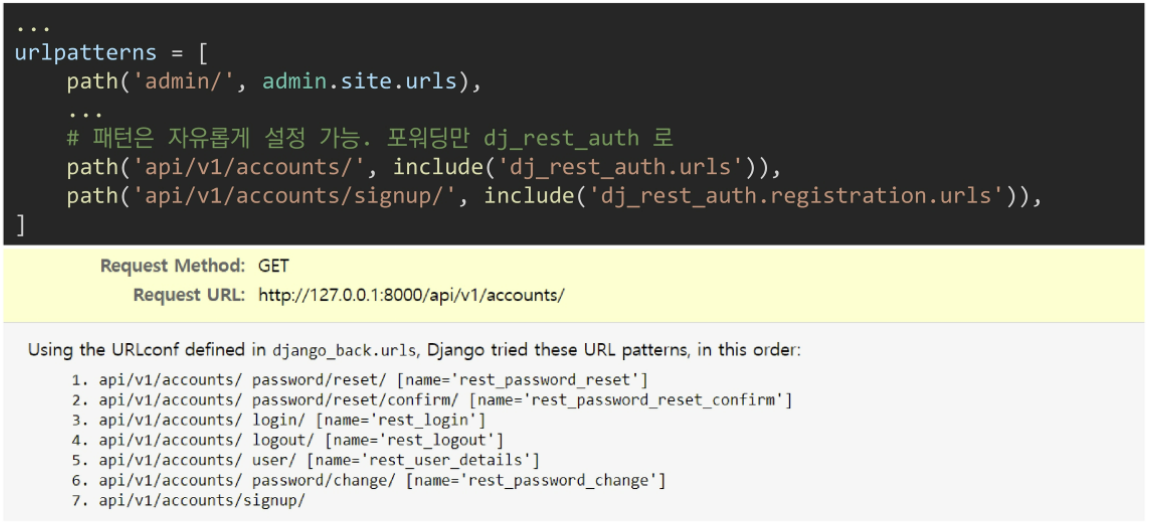 ...
urlpatterns = [
    path('admin/', admin.site.urls),
    ...
    # 패턴은 자유롭게 설정 가능. 포워딩만 dj_rest_auth 로
    path('api/v1/accounts/', include('dj_rest_auth.urls')),
    path('api/v1/accounts/signup/', include('dj_rest_auth.registration.urls')),
]
Request Method: GET
Request URL: http://127.0.0.1:8000/api/v1/accounts/
Using the URLconf defined in django_back.urls, Django tried these URL patterns, in this order:
1. api/v1/accounts/ password/reset/ [name='rest_password_reset']
2. api/v1/accounts/ password/reset/confirm/ [name='rest_password_reset_confirm']
3. api/v1/accounts/ login/ [name='rest_login']
4. api/v1/accounts/ logout/ [name='rest_logout']
5. api/v1/accounts/ user/ [name='rest_user_details']
6. api/v1/accounts/ password/change/ [name='rest_password_change']
7. api/v1/accounts/signup/